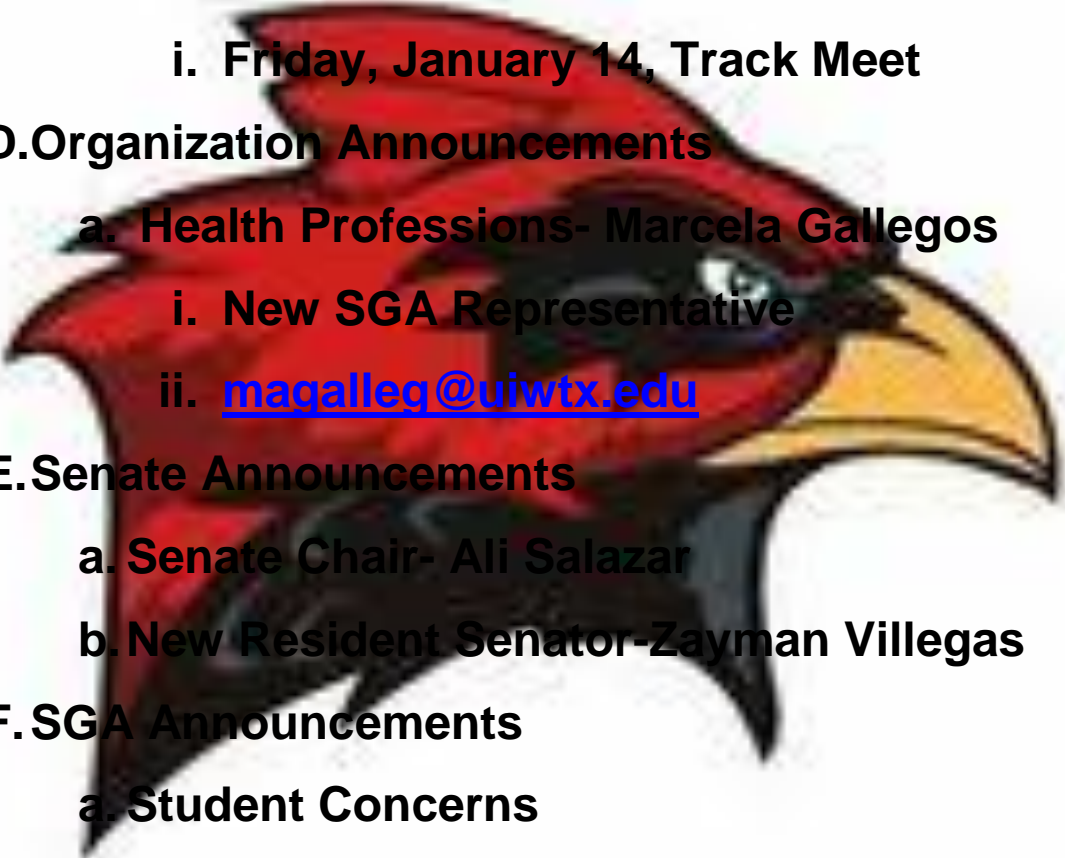 i. Friday, January 14, Track Meet
D.Organization Announcements
a. Health Professions- Marcela Gallegos
i. New SGA Representative
ii. magalleg@uiwtx.edu
E.Senate Announcements
a. Senate Chair- Ali Salazar
b. New Resident Senator-Zayman Villegas
F. SGA Announcements
a. Student Concerns